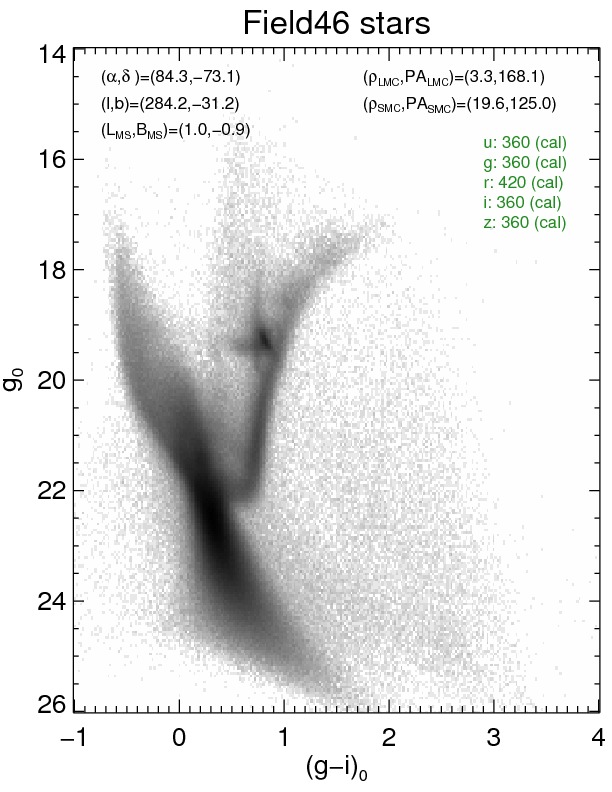 Field46 stars
(α,δ)=(84.3,−73.1)
(ρLMC,PALMC)=(3.3,168.1)
(l,b)=(284.2,−31.2)
(ρSMC,PASMC)=(19.6,125.0)
(LMS,BMS)=(1.0,−0.9)
u: 360 (cal)
g: 360 (cal)
r: 420 (cal)
i: 360 (cal)
z: 360 (cal)
14
16
18
20
22
24
26
g0
−1 0 1 2 3 4
(g−i)0